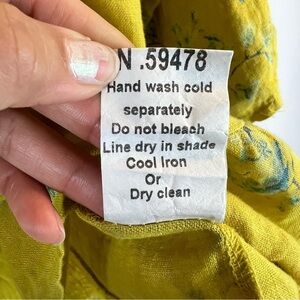 N .59478
Hand wash cold
separately
Do not bleach
Line dry in shade
Cool Iron
Or
Dry clean